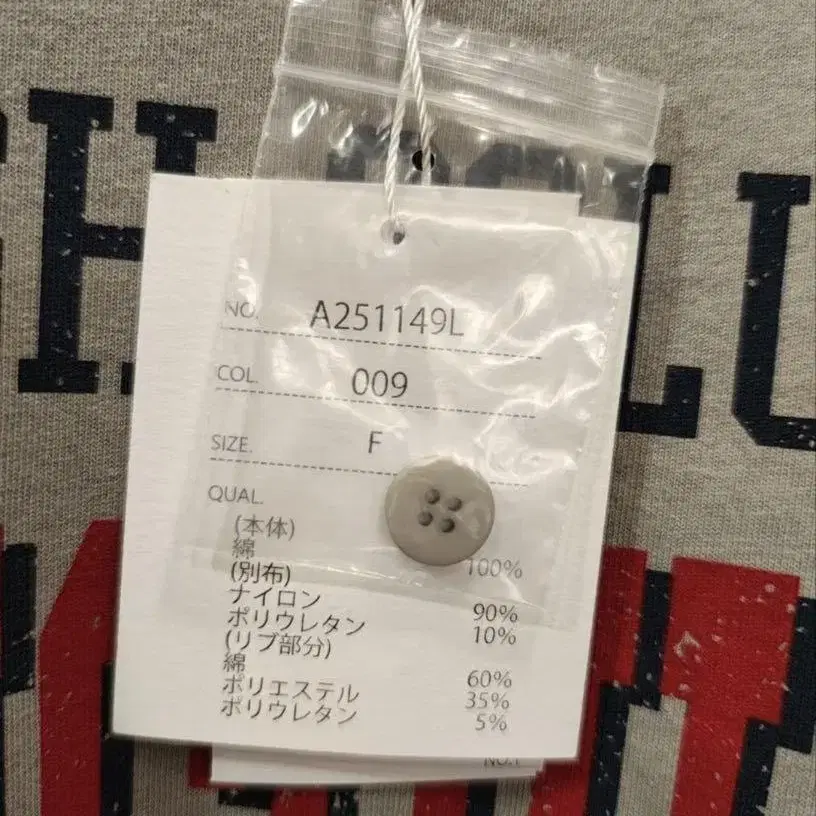 NO. A251149L
COL. 009
SIZE. F
QUAL.
(本体)
綿 100%
(別布)
ナイロン 90%
ポリウレタン 10%
(リブ部分)
綿 60%
ポリエステル 35%
ポリウレタン 5%
NO.1